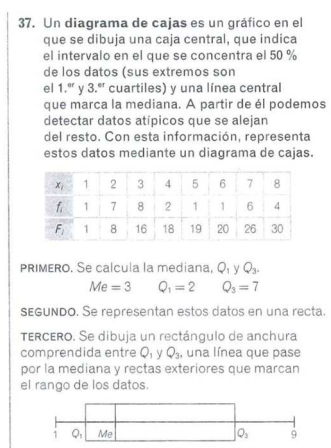 37. Un diagrama de cajas es un gráfico en el
que se dibuja una caja central, que indica
el intervalo en el que se concentra el 50 %
de los datos (sus extremos son
el 1.er y 3.er cuartiles) y una línea central
que marca la mediana. A partir de él podemos
detectar datos atípicos que se alejan
del resto. Con esta información, representa
estos datos mediante un diagrama de cajas.
xi 1 2 3 4 5 6 7 8
fi 1 7 8 2 1 1 6 4
Fi 1 8 16 18 19 20 26 30
PRIMERO. Se calcula la mediana, Q1 y Q3.
Me = 3 Q1 = 2 Q3 = 7
SEGUNDO. Se representan estos datos en una recta.
TERCERO. Se dibuja un rectángulo de anchura
comprendida entre Q1 y Q3, una línea que pase
por la mediana y rectas exteriores que marcan
el rango de los datos.
1 Q1 Me Q3 9